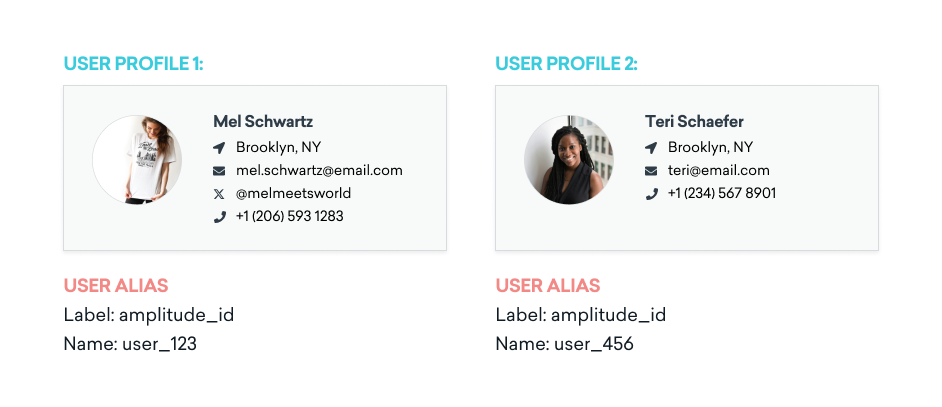 USER PROFILE 1:
Mel Schwartz
Brooklyn, NY
mel.schwartz@email.com
@melmeetsworld
+1 (206) 593 1283
USER ALIAS
Label: amplitude_id
Name: user_123
USER PROFILE 2:
Teri Schaefer
Brooklyn, NY
teri@email.com
+1 (234) 567 8901
USER ALIAS
Label: amplitude_id
Name: user_456